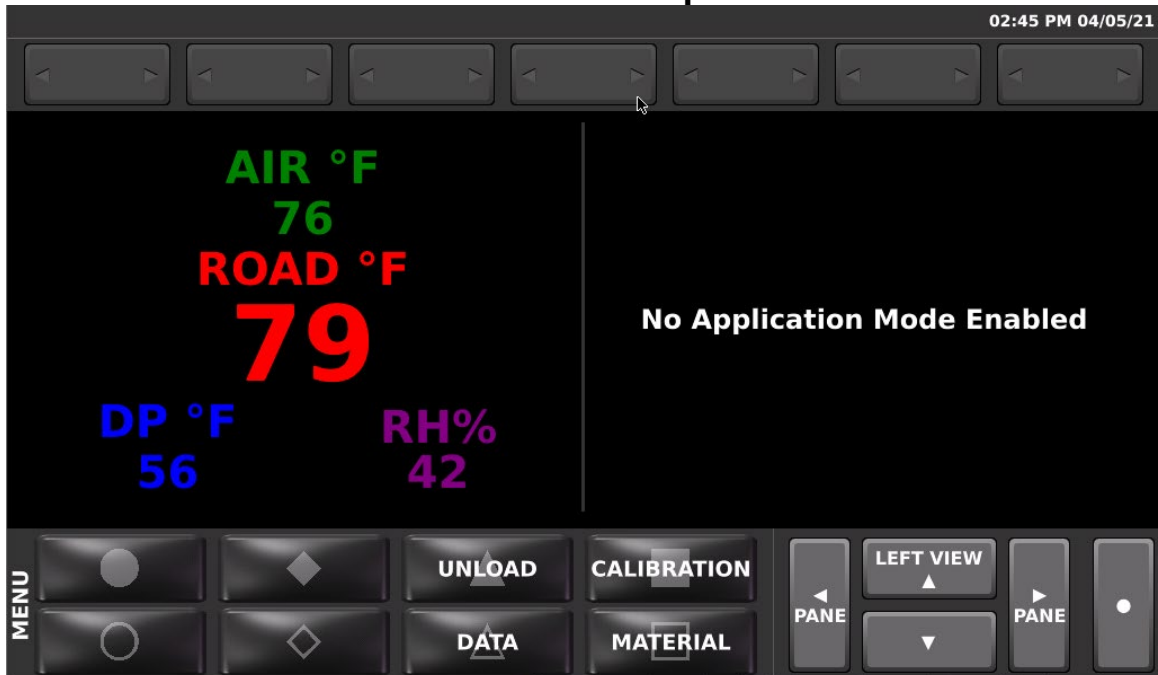 02:45 PM 04/05/21
AIR °F
76
ROAD °F
79
DP °F
56
RH%
42
No Application Mode Enabled
MENU
UNLOAD
CALIBRATION
DATA
MATERIAL
PANE
LEFT VIEW
PANE